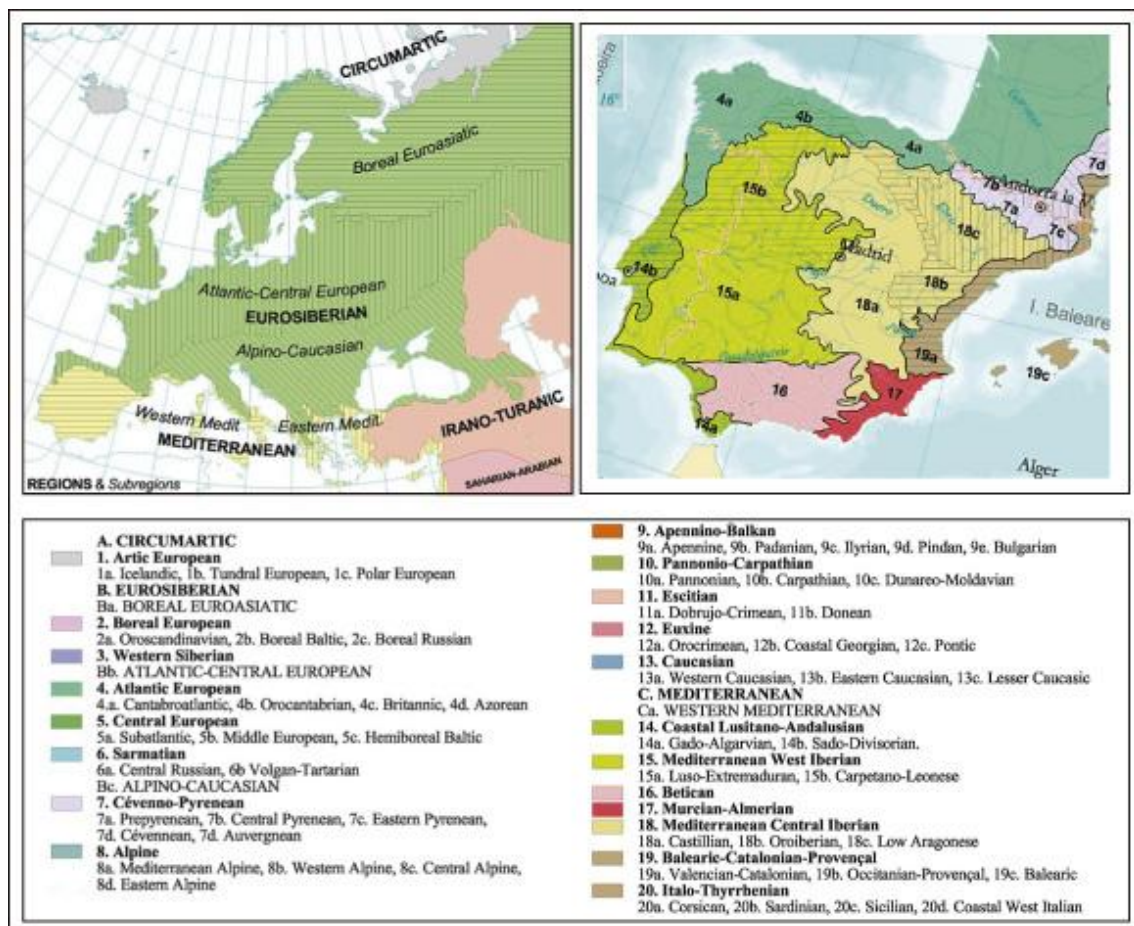 CIRCUMARTIC
Boreal Euroasiatic
Atlantic-Central European
EUROSIBERIAN
Alpino-Caucasian
Western Medit.
Eastern Medit.
MEDITERRANEAN
IRANO-TURANIC
SAHARIAN-ARABIAN
REGIONS & Subregions
16°
4a
4b
4a
7d
7b
Andorra la V
7a
7c
15b
Duero
Ebro
18c
Madrid
14b
oa
15a
18a
18b
I. Baleare
19a
19c
Guadalquivir
16
17
14a
Alger
A. CIRCUMARTIC
1. Artic European
1a. Icelandic, 1b. Tundral European, 1c. Polar European
B. EUROSIBERIAN
Ba. BOREAL EUROASIATIC
2. Boreal European
2a. Oroscandinavian, 2b. Boreal Baltic, 2c. Boreal Russian
3. Western Siberian
Bb. ATLANTIC-CENTRAL EUROPEAN
4. Atlantic European
4.a. Cantabroatlantic, 4b. Orocantabrian, 4c. Britannic, 4d. Azorean
5. Central European
5a. Subatlantic, 5b. Middle European, 5c. Hemiboreal Baltic
6. Sarmatian
6a. Central Russian, 6b Volgan-Tartarian
Bc. ALPINO-CAUCASIAN
7. Cévenno-Pyrenean
7a. Prepyrenean, 7b. Central Pyrenean, 7c. Eastern Pyrenean,
7d. Cévennean, 7d. Auvergnean
8. Alpine
8a. Mediterranean Alpine, 8b. Western Alpine, 8c. Central Alpine,
8d. Eastern Alpine
9. Apennino-Balkan
9a. Apennine, 9b. Padanian, 9c. Ilyrian, 9d. Pindan, 9e. Bulgarian
10. Pannonio-Carpathian
10a. Pannonian, 10b. Carpathian, 10c. Dunareo-Moldavian
11. Escitian
11a. Dobrujo-Crimean, 11b. Donean
12. Euxine
12a. Orocrimean, 12b. Coastal Georgian, 12c. Pontic
13. Caucasian
13a. Western Caucasian, 13b. Eastern Caucasian, 13c. Lesser Caucasic
C. MEDITERRANEAN
Ca. WESTERN MEDITERRANEAN
14. Coastal Lusitano-Andalusian
14a. Gado-Algarvian, 14b. Sado-Divisorian.
15. Mediterranean West Iberian
15a. Luso-Extremaduran, 15b. Carpetano-Leonese
16. Betican
17. Murcian-Almerian
18. Mediterranean Central Iberian
18a. Castillian, 18b. Oroiberian, 18c. Low Aragonese
19. Balearic-Catalonian-Provençal
19a. Valencian-Catalonian, 19b. Occitanian-Provençal, 19c. Balearic
20. Italo-Thyrrhenian
20a. Corsican, 20b. Sardinian, 20c. Sicilian, 20d. Coastal West Italian